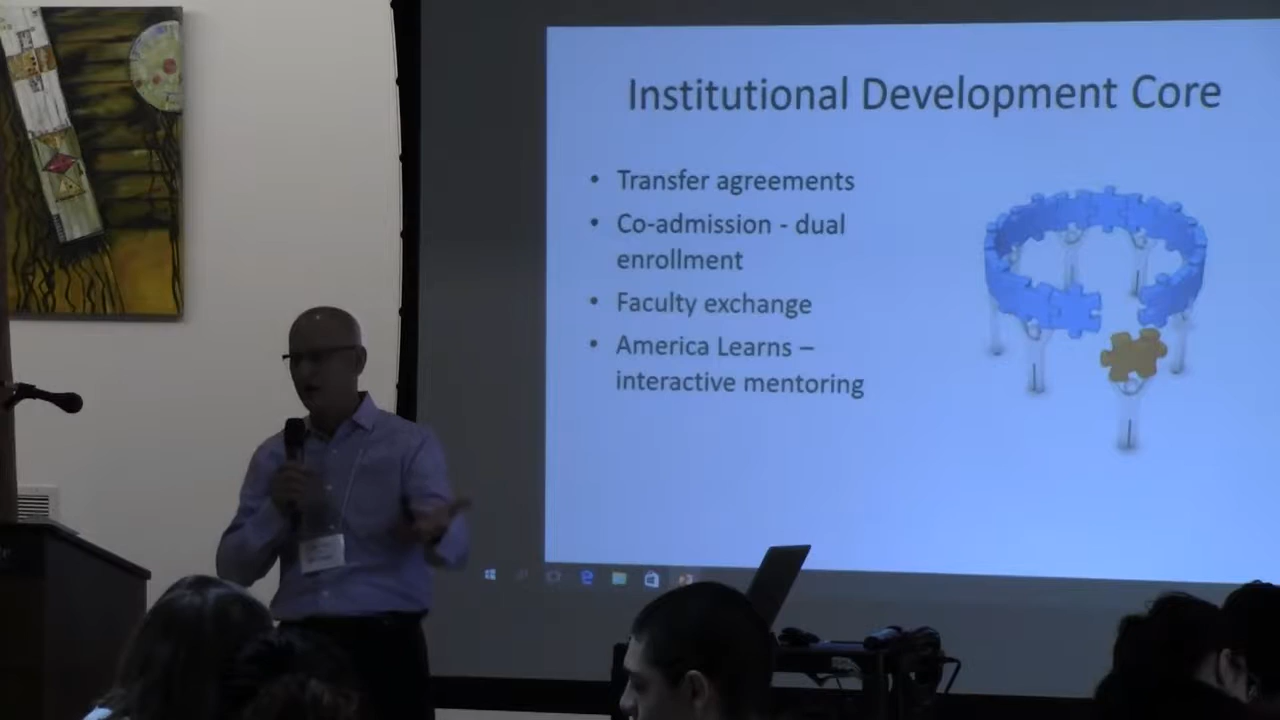 Institutional Development Core
• Transfer agreements
• Co-admission - dual
enrollment
• Faculty exchange
• America Learns –
interactive mentoring